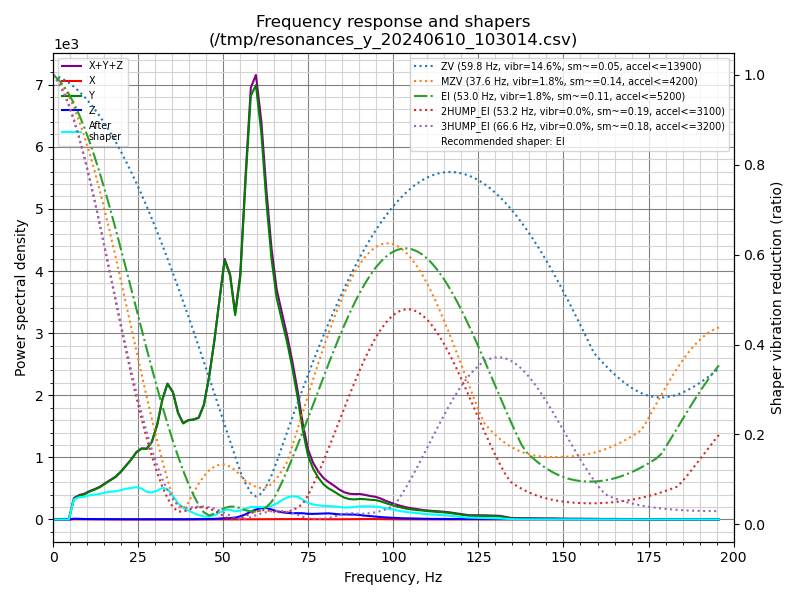 Frequency response and shapers
(/tmp/resonances_y_20240610_103014.csv)
1e3
X+Y+Z
X
Y
Z
After
shaper
ZV (59.8 Hz, vibr=14.6%, sm~=0.05, accel<=13900)
MZV (37.6 Hz, vibr=1.8%, sm~=0.14, accel<=4200)
EI (53.0 Hz, vibr=1.8%, sm~=0.11, accel<=5200)
2HUMP_EI (53.2 Hz, vibr=0.0%, sm~=0.19, accel<=3100)
3HUMP_EI (66.6 Hz, vibr=0.0%, sm~=0.18, accel<=3200)
Recommended shaper: EI
7
6
5
4
3
2
1
0
Power spectral density
1.0
0.8
0.6
0.4
0.2
0.0
Shaper vibration reduction (ratio)
0 25 50 75 100 125 150 175 200
Frequency, Hz